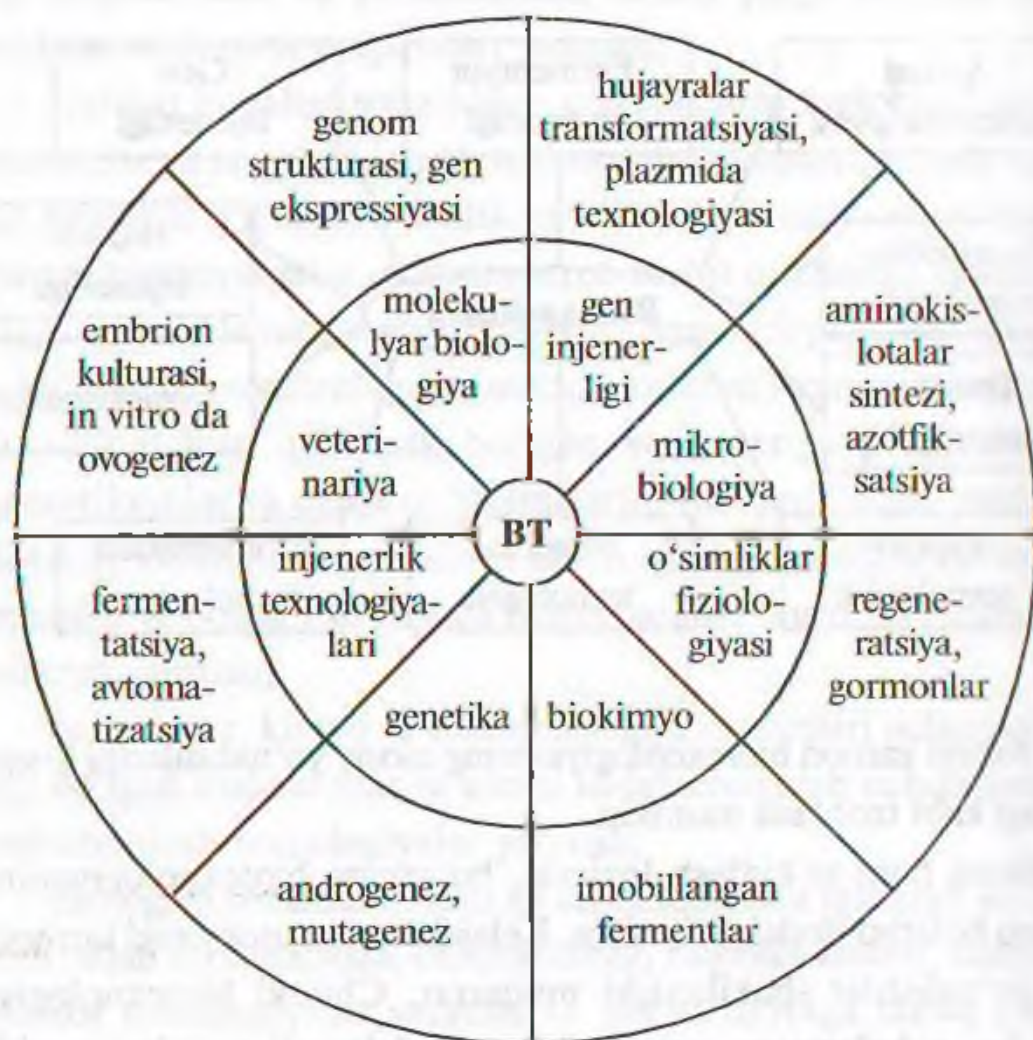 genom
strukturasi, gen
ekspressiyasi
hujayralar
transformatsiyasi,
plazmida
texnologiyasi
embrion
kulturasi,
in vitro da
ovogenez
moleku-
lyar biolo-
giya
gen
injener-
ligi
aminokis-
lotalar
sintezi,
azotfik-
satsiya
veteri-
nariya
mikro-
biologiya
BT
injenerlik
texnologiya-
lari
o‘simliklar
fiziolo-
giyasi
fermen-
tatsiya,
avtoma-
tizatsiya
regene-
ratsiya,
gormonlar
genetika
biokimyo
androgenez,
mutagenez
imobillangan
fermentlar